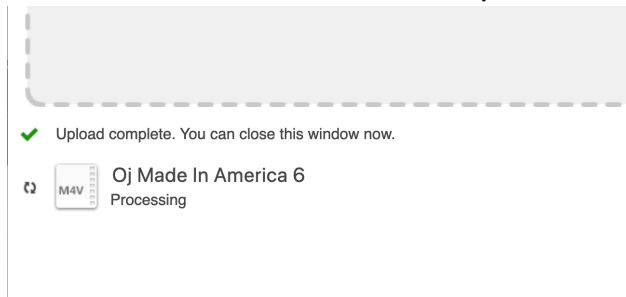 Upload complete. You can close this window now.
Oj Made In America 6
M4V
Processing